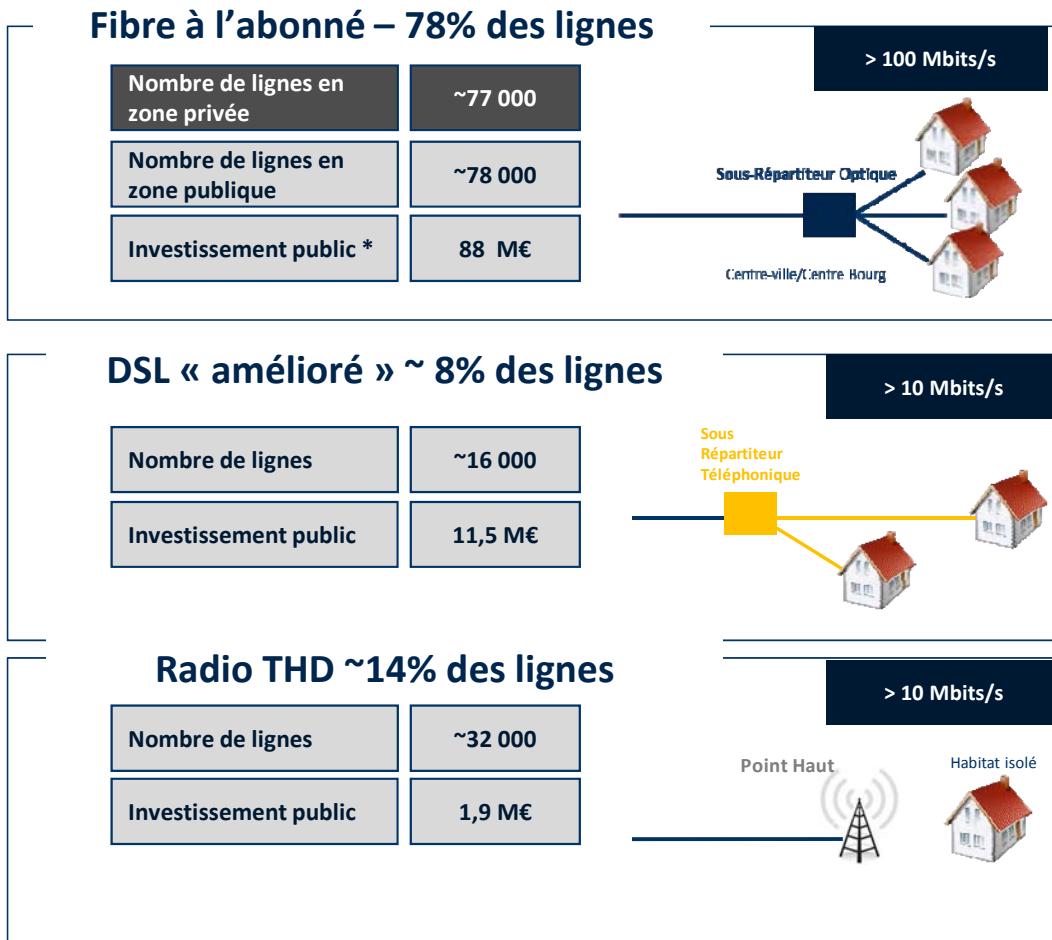 Fibre à l’abonné – 78% des lignes
> 100 Mbits/s
Nombre de lignes en
zone privée
~77 000
Nombre de lignes en
zone publique
~78 000
Investissement public *
88 M€
Sous-Répartiteur Optique
Centre-ville/Centre Bourg
DSL « amélioré » ~ 8% des lignes
> 10 Mbits/s
Nombre de lignes
~16 000
Investissement public
11,5 M€
Sous
Répartiteur
Téléphonique
Radio THD ~14% des lignes
> 10 Mbits/s
Nombre de lignes
~32 000
Investissement public
1,9 M€
Point Haut
Habitat isolé